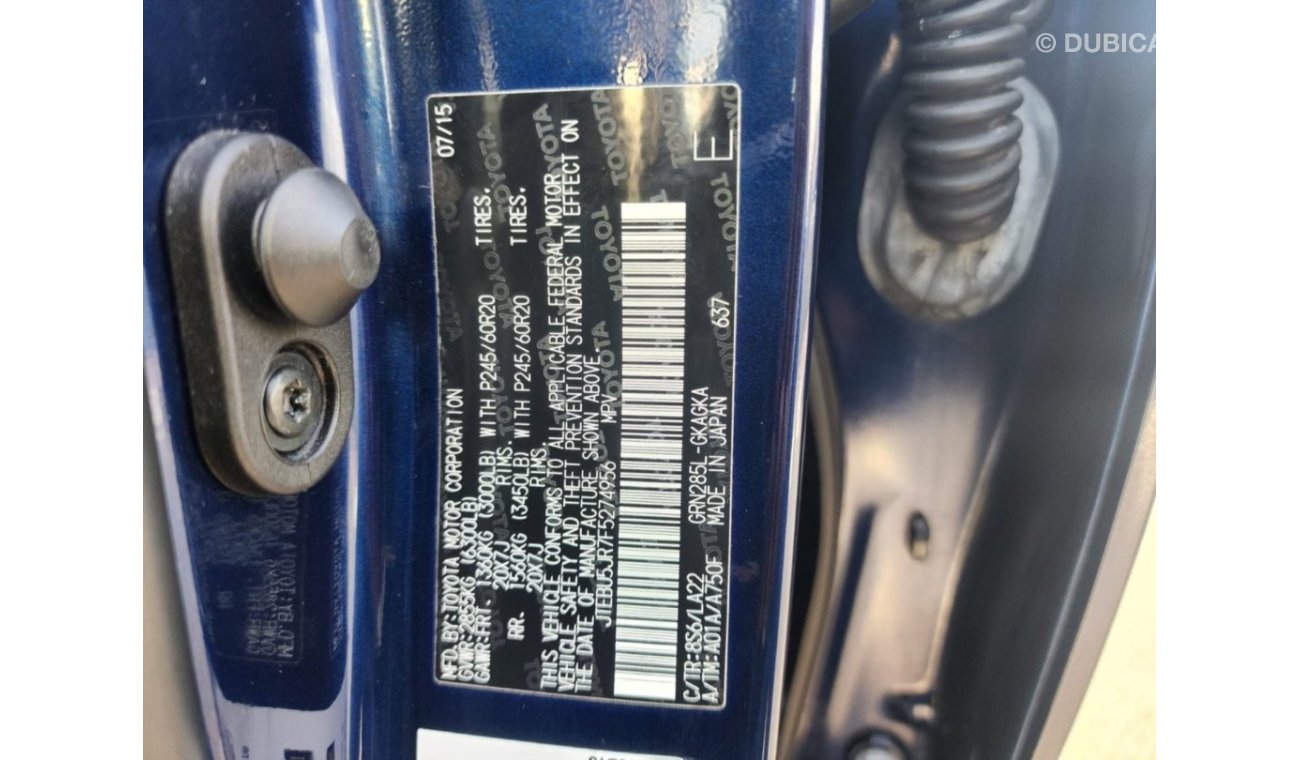 © DUBICA
MFD.BY:TOYOTA MOTOR CORPORATION 07/15
GVWR:2855KG (6300LB)
GAWR:FRT. 1360KG (3000LB) WITH P245/60R20 TIRES.
20X7J RIMS.
RR. 1560KG (3450LB) WITH P245/60R20 TIRES.
20X7J RIMS.
THIS VEHICLE CONFORMS TO ALL APPLICABLE FEDERAL MOTOR
VEHICLE SAFETY AND THEFT PREVENTION STANDARDS IN EFFECT ON
THE DATE OF MANUFACTURE SHOWN ABOVE.
JTEBU5JR7F5274956 MPV
C/TR:8S6/LA22 GRN285L-GKAGKA 637
A/TM:A01A/A750F MADE IN JAPAN E